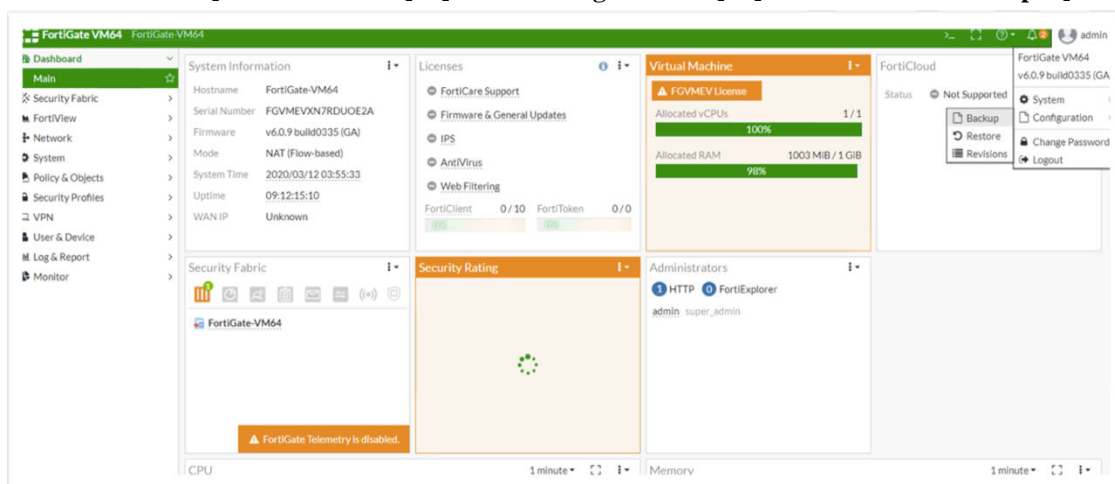 FortiGate VM64 FortiGate-VM64
>_ 2 admin
Dashboard
Main
Security Fabric
FortiView
Network
System
Policy & Objects
Security Profiles
VPN
User & Device
Log & Report
Monitor
System Information
Hostname FortiGate-VM64
Serial Number FGVMEVXN7RDUOE2A
Firmware v6.0.9 build0335 (GA)
Mode NAT (Flow-based)
System Time 2020/03/12 03:55:33
Uptime 09:12:15:10
WAN IP Unknown
Licenses
FortiCare Support
Firmware & General Updates
IPS
AntiVirus
Web Filtering
FortiClient 0/10 FortiToken 0/0
Virtual Machine
FGVMEV License
Allocated vCPUs 1/1
100%
Allocated RAM 1003 MiB / 1 GiB
98%
FortiCloud
Status Not Supported
FortiGate VM64
v6.0.9 build0335 (GA
System
Configuration
Change Password
Logout
Backup
Restore
Revisions
Security Fabric
1
FortiGate-VM64
FortiGate Telemetry is disabled.
Security Rating
Administrators
1 HTTP 0 FortiExplorer
admin super_admin
CPU 1 minute
Memory 1 minute